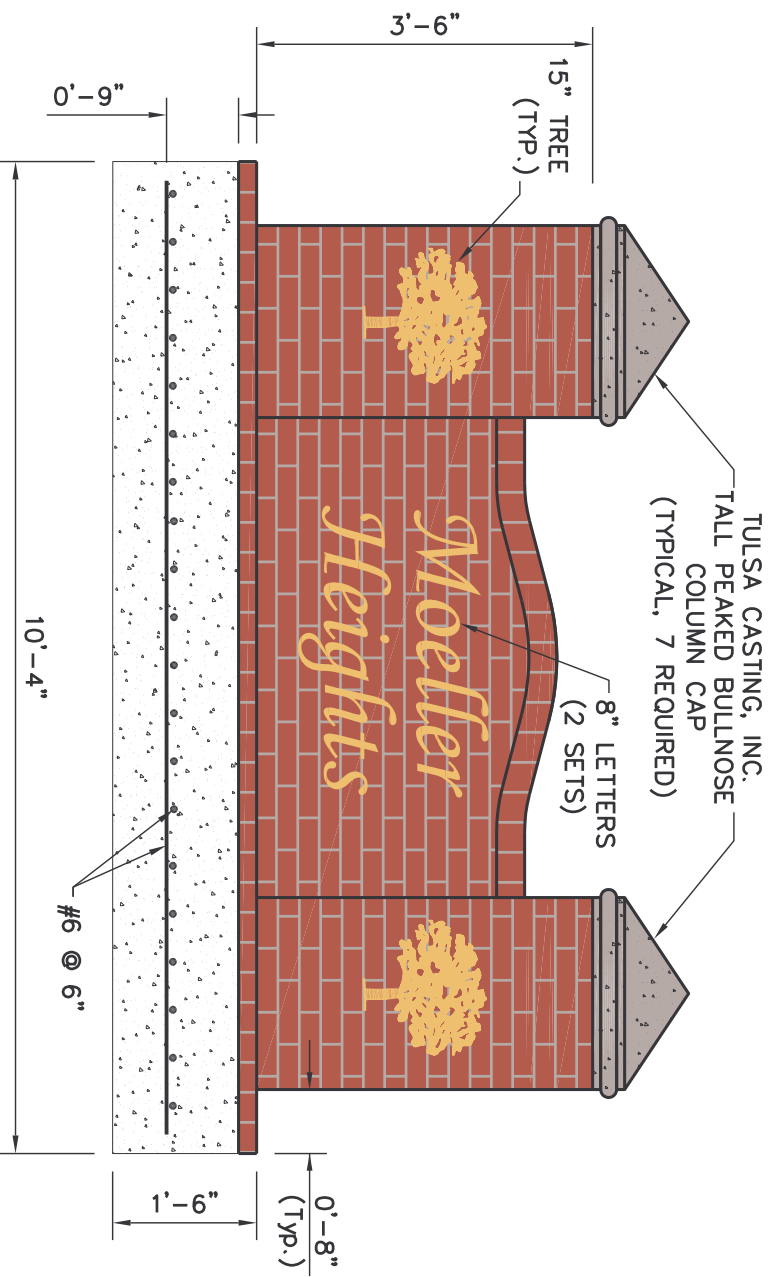 TULSA CASTING, INC.
TALL PEAKED BULLNOSE
COLUMN CAP
(TYPICAL, 7 REQUIRED)
15" TREE
(TYP.)
8" LETTERS
(2 SETS)
3'-6"
Moeller
Heights
0'-9"
0'-8"
(Typ.)
1'-6"
#6 @ 6"
10'-4"